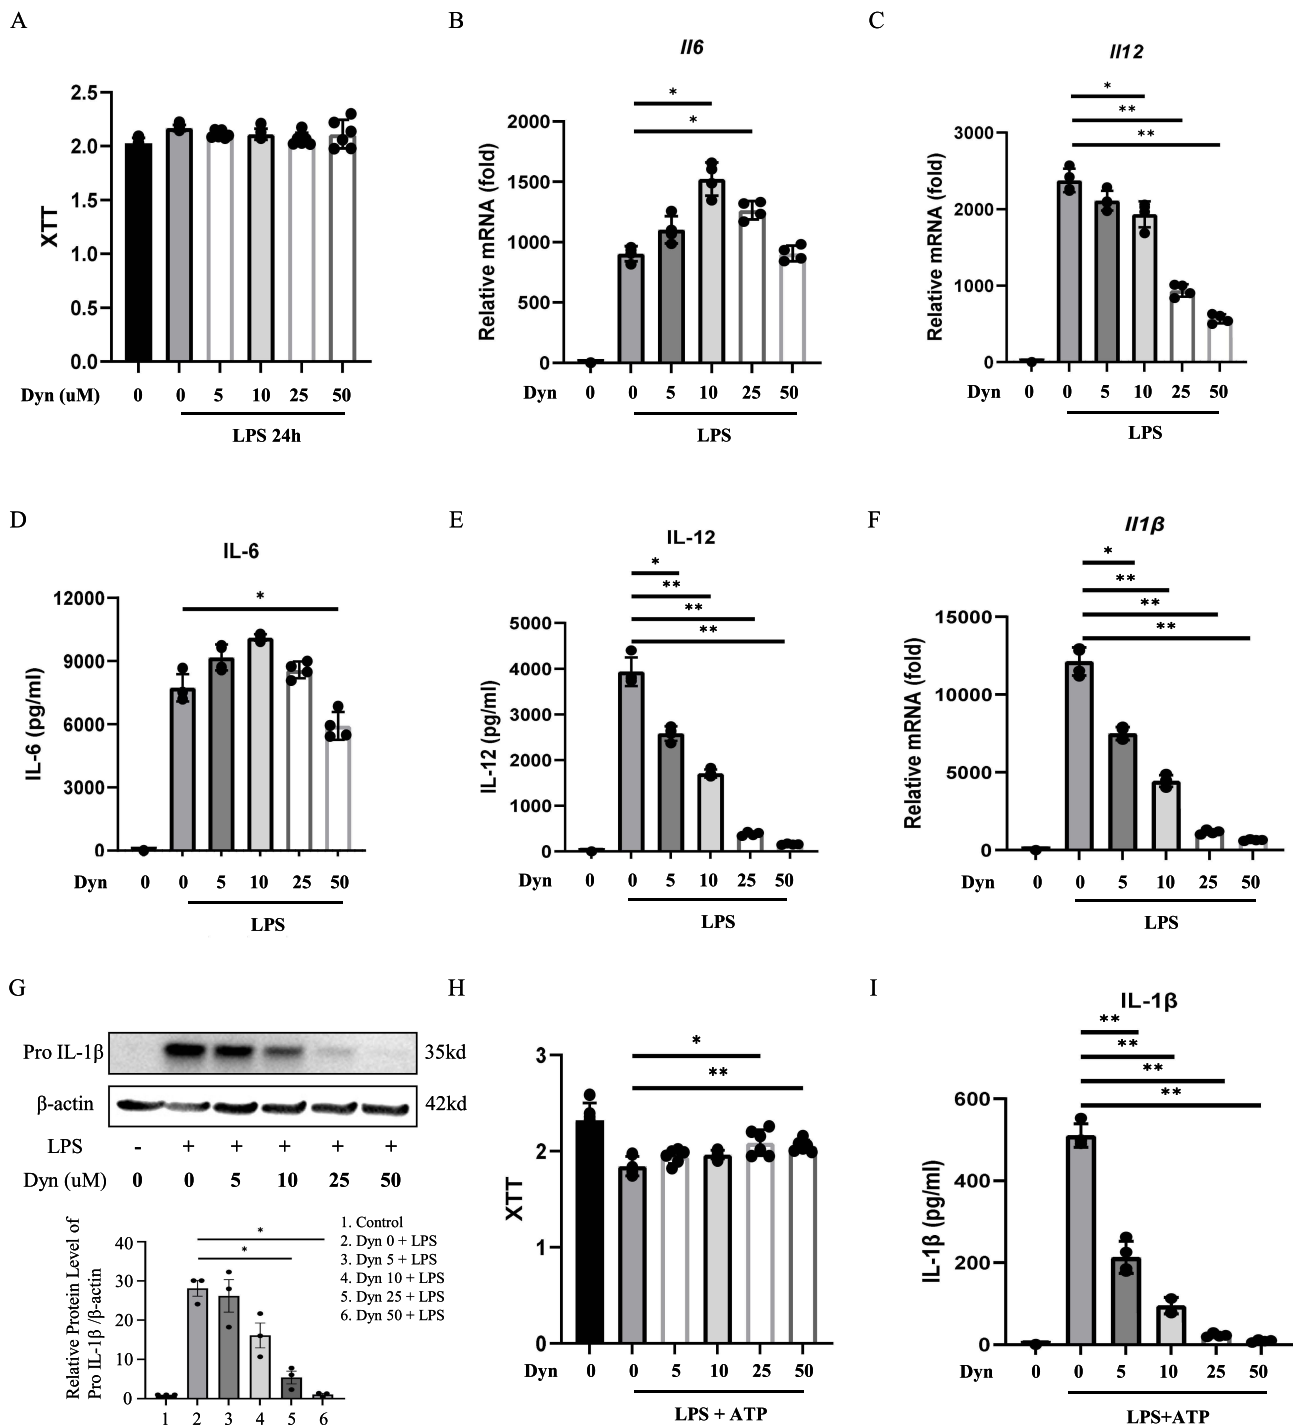 A
XTT
2.5
2.0
1.5
1.0
0.5
0.0
Dyn (uM) 0 0 5 10 25 50
LPS 24h
B
Il6
*
*
Relative mRNA (fold)
2000
1500
1000
500
0
Dyn 0 0 5 10 25 50
LPS
C
Il12
*
**
**
Relative mRNA (fold)
3000
2000
1000
0
Dyn 0 0 5 10 25 50
LPS
D
IL-6
*
IL-6 (pg/ml)
12000
9000
6000
3000
0
Dyn 0 0 5 10 25 50
LPS
E
IL-12
*
**
**
**
IL-12 (pg/ml)
5000
4000
3000
2000
1000
0
Dyn 0 0 5 10 25 50
LPS
F
Il1β
*
**
**
**
Relative mRNA (fold)
15000
10000
5000
0
Dyn 0 0 5 10 25 50
LPS
G
Pro IL-1β 35kd
β-actin 42kd
LPS - + + + + +
Dyn (uM) 0 0 5 10 25 50
Relative Protein Level of
Pro IL-1β /β-actin
40
30
20
10
0
*
*
1 2 3 4 5 6
1. Control
2. Dyn 0 + LPS
3. Dyn 5 + LPS
4. Dyn 10 + LPS
5. Dyn 25 + LPS
6. Dyn 50 + LPS
H
*
**
XTT
3
2
1
0
Dyn 0 0 5 10 25 50
LPS + ATP
I
IL-1β
**
**
**
**
IL-1β (pg/ml)
600
400
200
0
Dyn 0 0 5 10 25 50
LPS+ATP